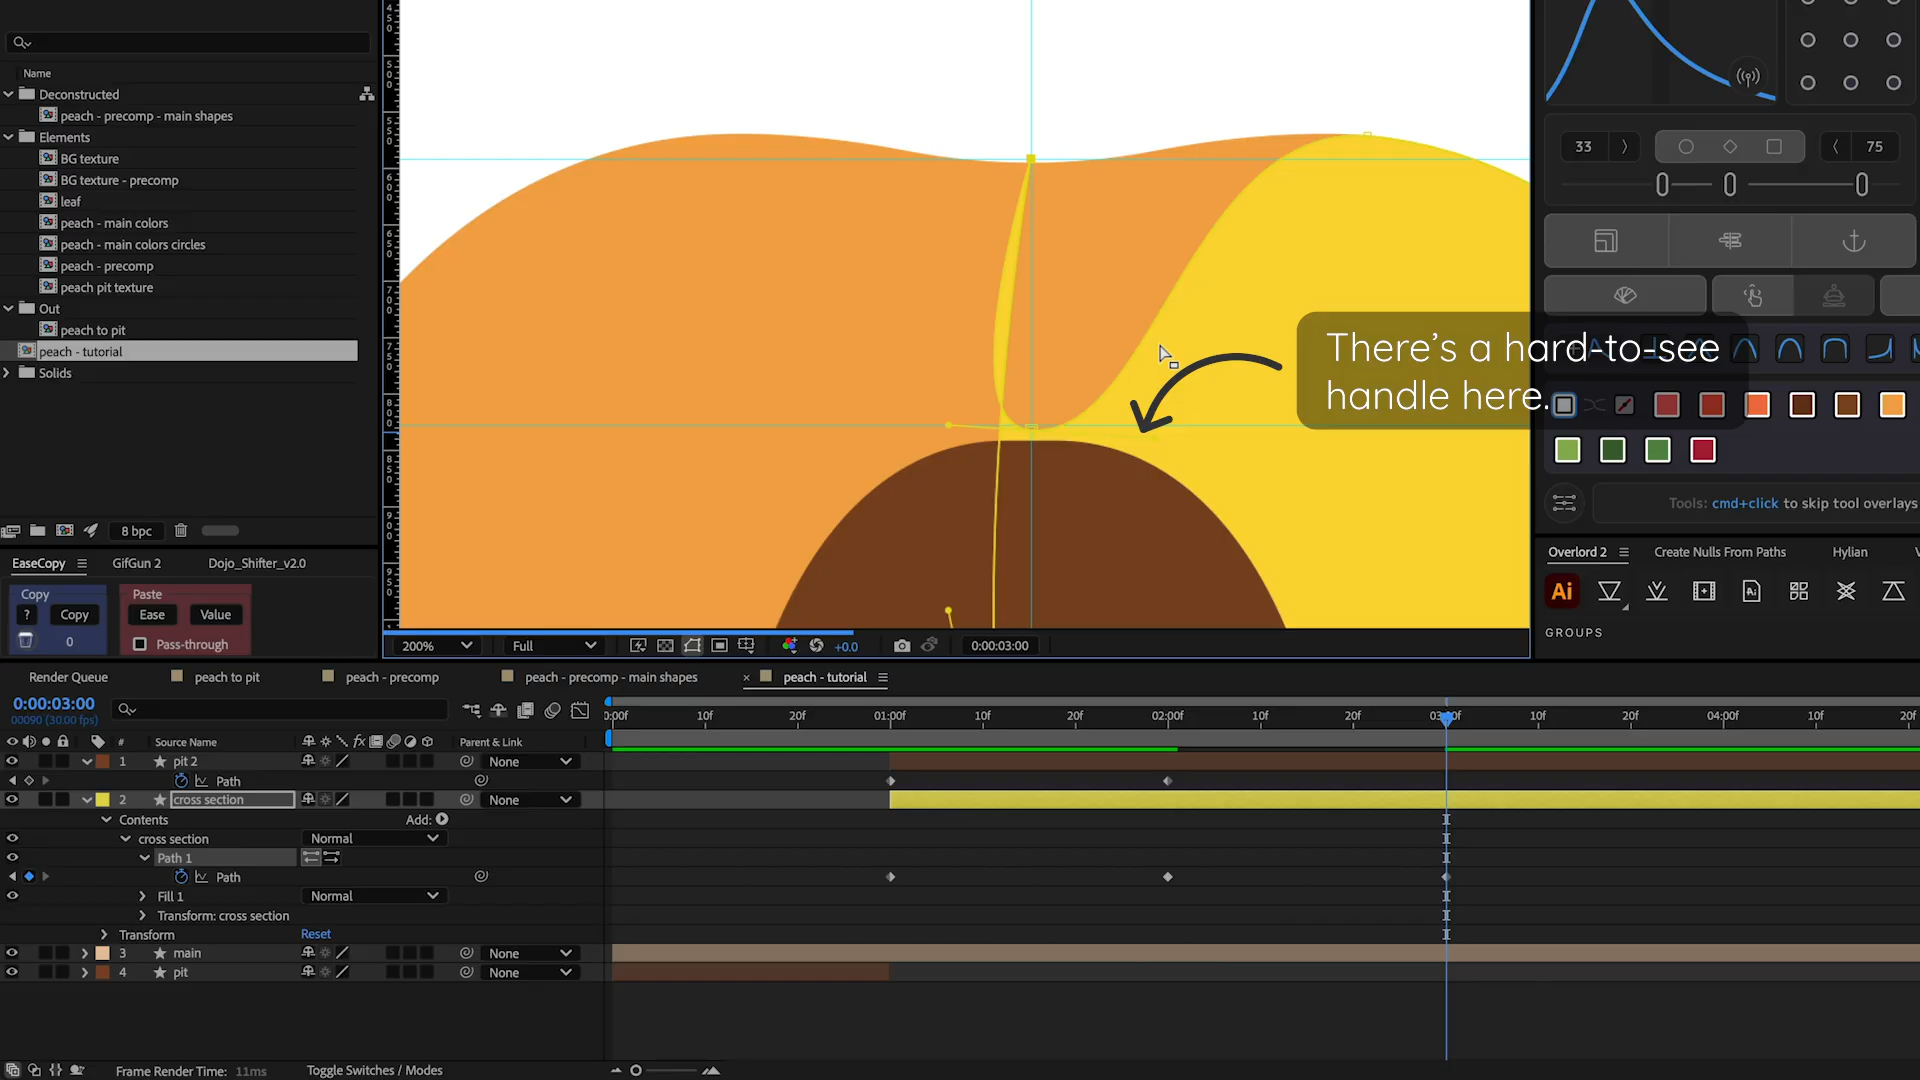 Name
Deconstructed
peach - precomp - main shapes
Elements
BG texture
BG texture - precomp
leaf
peach - main colors
peach - main colors circles
peach - precomp
peach pit texture
Out
peach to pit
peach - tutorial
Solids
8 bpc
EaseCopy
GifGun 2
Dojo_Shifter_v2.0
Copy
Paste
?
Copy
Ease
Value
0
Pass-through
There's a hard-to-see
handle here.
200%
Full
+0.0
0:00:03:00
33
75
Tools: cmd+click to skip tool overlays
Overlord 2
Create Nulls From Paths
Hylian
Ai
GROUPS
Render Queue
peach to pit
peach - precomp
peach - precomp - main shapes
peach - tutorial
0:00:03:00
00090 (30.00 fps)
10f
20f
01:00f
10f
20f
02:00f
10f
20f
10f
20f
04:00f
10f
20f
#
Source Name
fx
Parent & Link
1
pit 2
None
Path
2
cross section
None
Contents
Add:
cross section
Normal
Path 1
Path
Fill 1
Normal
Transform: cross section
Transform
Reset
3
main
None
4
pit
None
Frame Render Time: 11ms
Toggle Switches / Modes